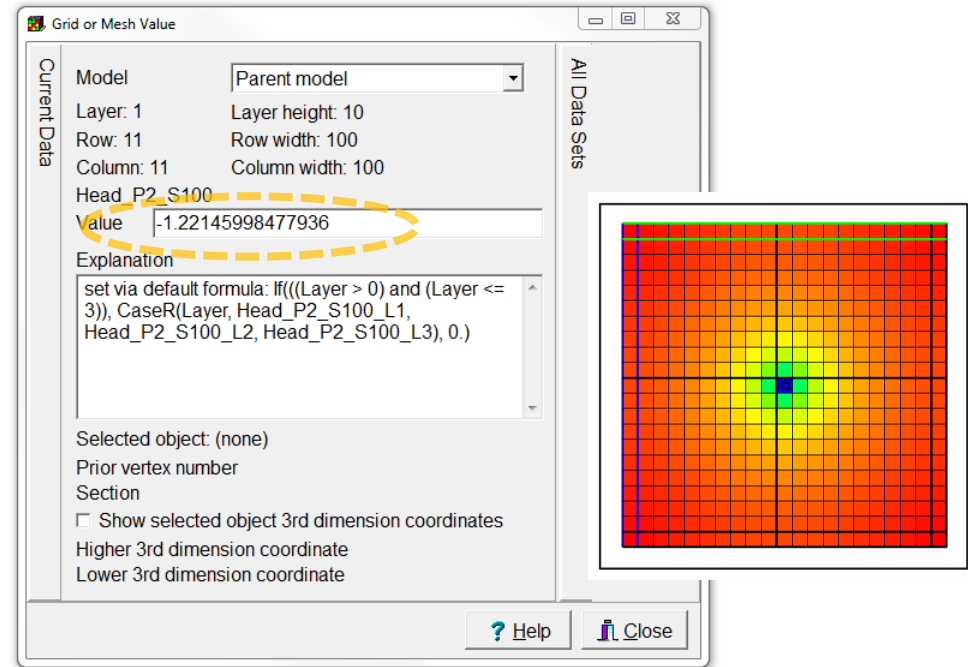 Grid or Mesh Value
Current Data
All Data Sets
Model
Parent model
Layer: 1
Layer height: 10
Row: 11
Row width: 100
Column: 11
Column width: 100
Head_P2_S100
Value
-1.22145998477936
Explanation
set via default formula: If(((Layer > 0) and (Layer <=
3)), CaseR(Layer, Head_P2_S100_L1,
Head_P2_S100_L2, Head_P2_S100_L3), 0.)
Selected object: (none)
Prior vertex number
Section
Show selected object 3rd dimension coordinates
Higher 3rd dimension coordinate
Lower 3rd dimension coordinate
? Help
Close